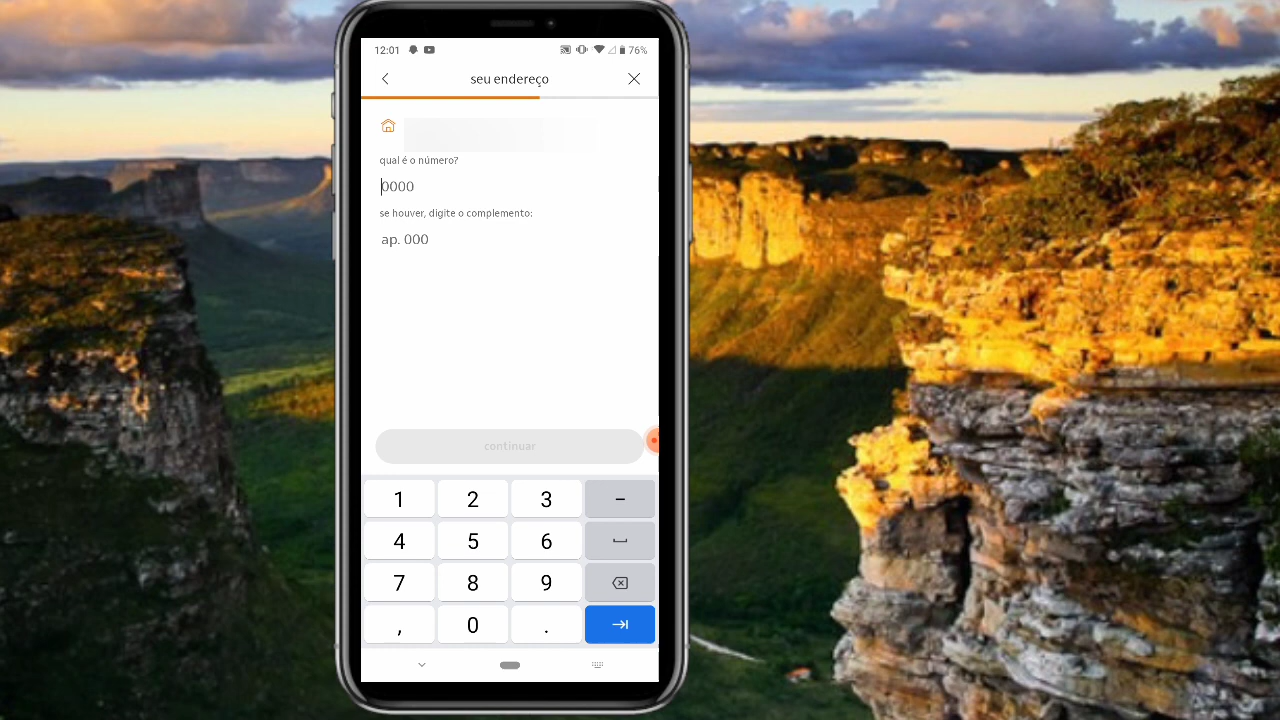 12:01 76%
seu endereço
qual é o número?
0000
se houver, digite o complemento:
ap. 000
continuar
1 2 3 −
4 5 6
7 8 9
, 0 .